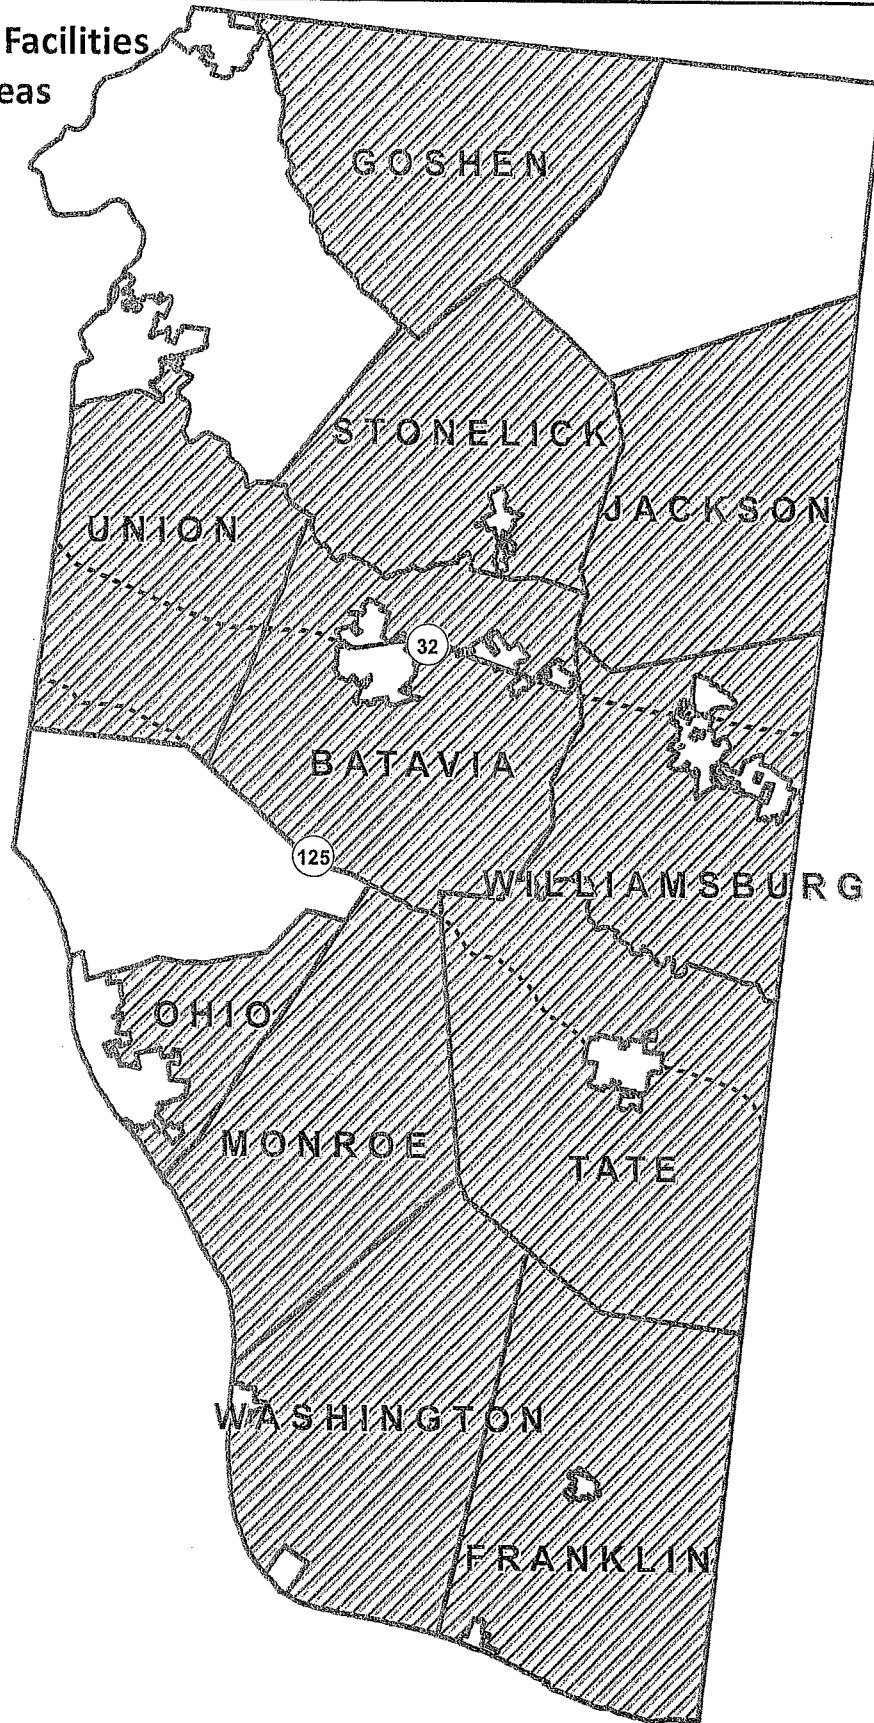 Facilities
eas
GOSHEN
STONELICK
JACKSON
UNION
32
BATAVIA
125
WILLIAMSBURG
OHIO
MONROE
TATE
WASHINGTON
FRANKLIN